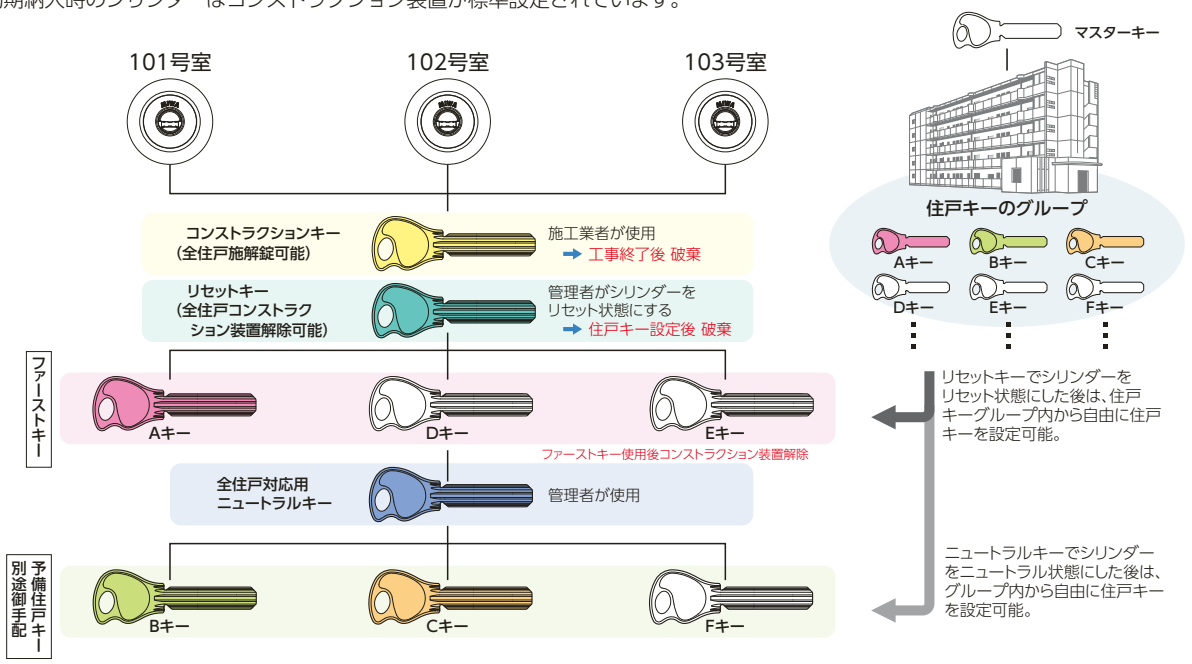 初期納入時のシリンダーはコンストラクション装置が標準設定されています。
マスターキー
101号室
102号室
103号室
MIWA
MIWA
MIWA
住戸キーのグループ
Aキー
Bキー
Cキー
Dキー
Eキー
Fキー
コンストラクションキー
(全住戸施解錠可能)
施工業者が使用
➡ 工事終了後 破棄
リセットキー
(全住戸コンストラク
ション装置解除可能)
管理者がシリンダーを
リセット状態にする
➡ 住戸キー設定後 破棄
ファーストキー
Aキー
Dキー
Eキー
リセットキーでシリンダーを
リセット状態にした後は、住戸
キーグループ内から自由に住戸
キーを設定可能。
ファーストキー使用後コンストラクション装置解除
全住戸対応用
ニュートラルキー
管理者が使用
予備住戸キー
別途御手配
Bキー
Cキー
Fキー
ニュートラルキーでシリンダー
をニュートラル状態にした後は、
グループ内から自由に住戸キー
を設定可能。